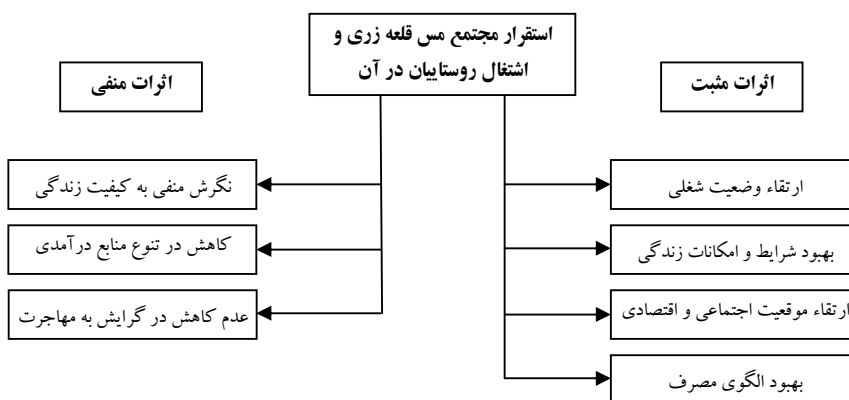 استقرار مجتمع مس قلعه زری و
اشتغال روستاییان در آن
اثرات مثبت
ارتقاء وضعیت شغلی
بهبود شرایط و امکانات زندگی
ارتقاء موقعیت اجتماعی و اقتصادی
بهبود الگوی مصرف
اثرات منفی
نگرش منفی به کیفیت زندگی
کاهش در تنوع منابع درآمدی
عدم کاهش در گرایش به مهاجرت